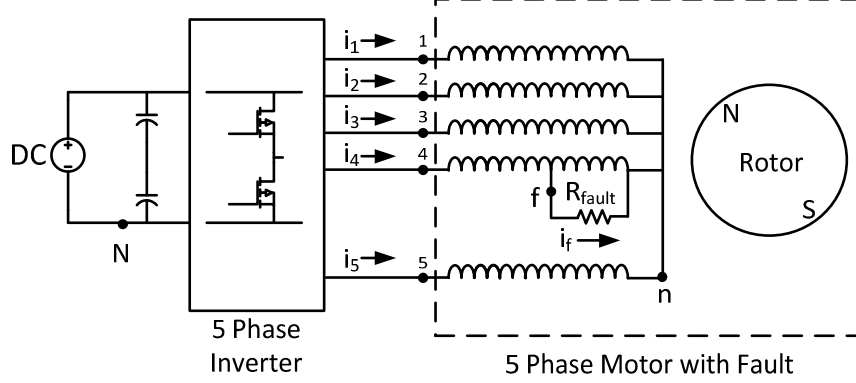 i1
1
i2
2
i3
3
i4
4
DC
+
-
N
f
Rfault
if
N
Rotor
S
i5
5
n
5 Phase
Inverter
5 Phase Motor with Fault